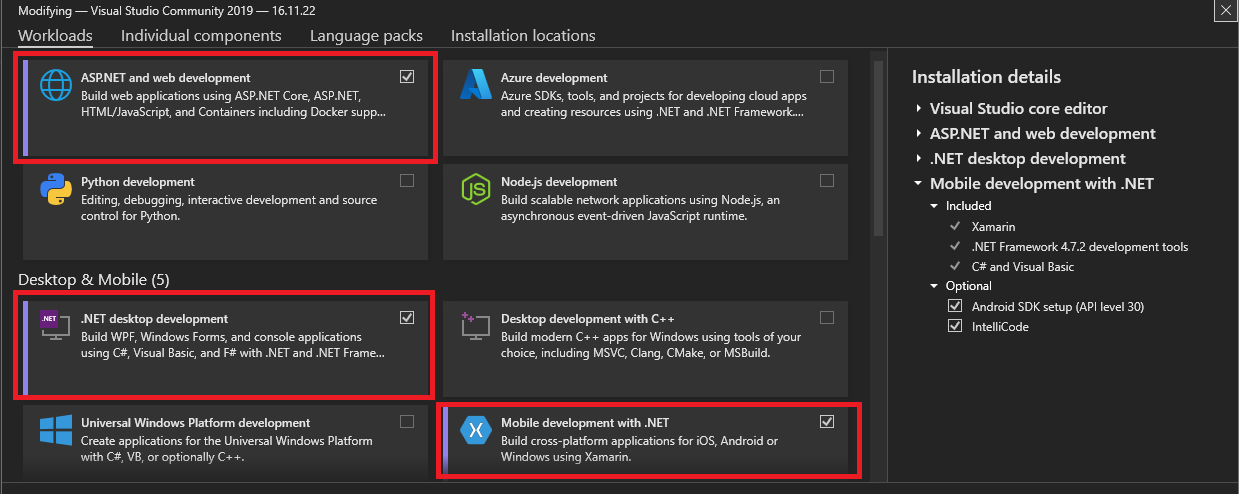 Modifying — Visual Studio Community 2019 — 16.11.22
Workloads
Individual components
Language packs
Installation locations
ASP.NET and web development
Build web applications using ASP.NET Core, ASP.NET,
HTML/JavaScript, and Containers including Docker supp...
Azure development
Azure SDKs, tools, and projects for developing cloud apps
and creating resources using .NET and .NET Framework....
Python development
Editing, debugging, interactive development and source
control for Python.
Node.js development
Build scalable network applications using Node.js, an
asynchronous event-driven JavaScript runtime.
Desktop & Mobile (5)
.NET
.NET desktop development
Build WPF, Windows Forms, and console applications
using C#, Visual Basic, and F# with .NET and .NET Frame...
Desktop development with C++
Build modern C++ apps for Windows using tools of your
choice, including MSVC, Clang, CMake, or MSBuild.
Universal Windows Platform development
Create applications for the Universal Windows Platform
with C#, VB, or optionally C++.
Mobile development with .NET
Build cross-platform applications for iOS, Android or
Windows using Xamarin.
Installation details
Visual Studio core editor
ASP.NET and web development
.NET desktop development
Mobile development with .NET
Included
Xamarin
.NET Framework 4.7.2 development tools
C# and Visual Basic
Optional
Android SDK setup (API level 30)
IntelliCode